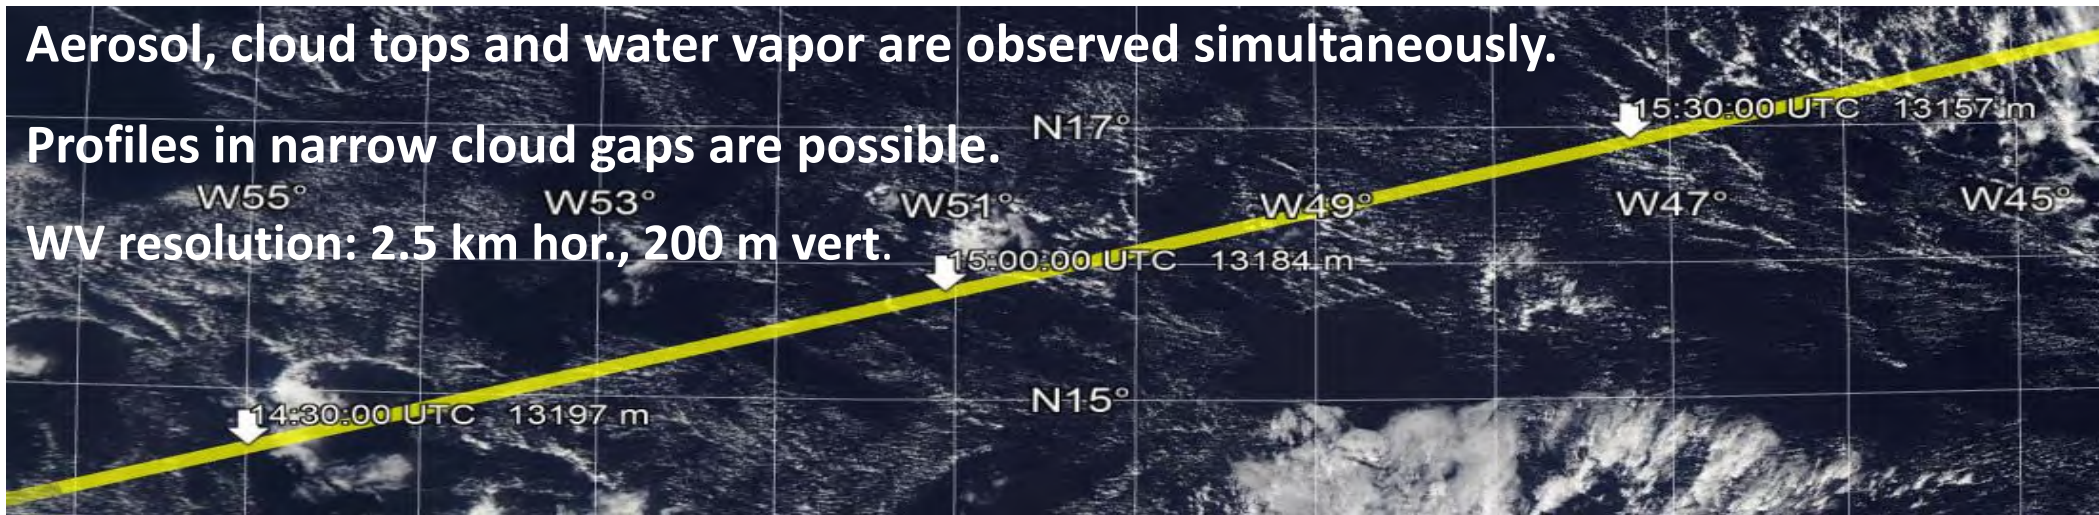 Aerosol, cloud tops and water vapor are observed simultaneously.
15:30:00 UTC 13157 m
N17°
Profiles in narrow cloud gaps are possible.
W55° W53° W51° W49° W47° W45°
WV resolution: 2.5 km hor., 200 m vert.
15:00:00 UTC 13184 m
N15°
14:30:00 UTC 13197 m